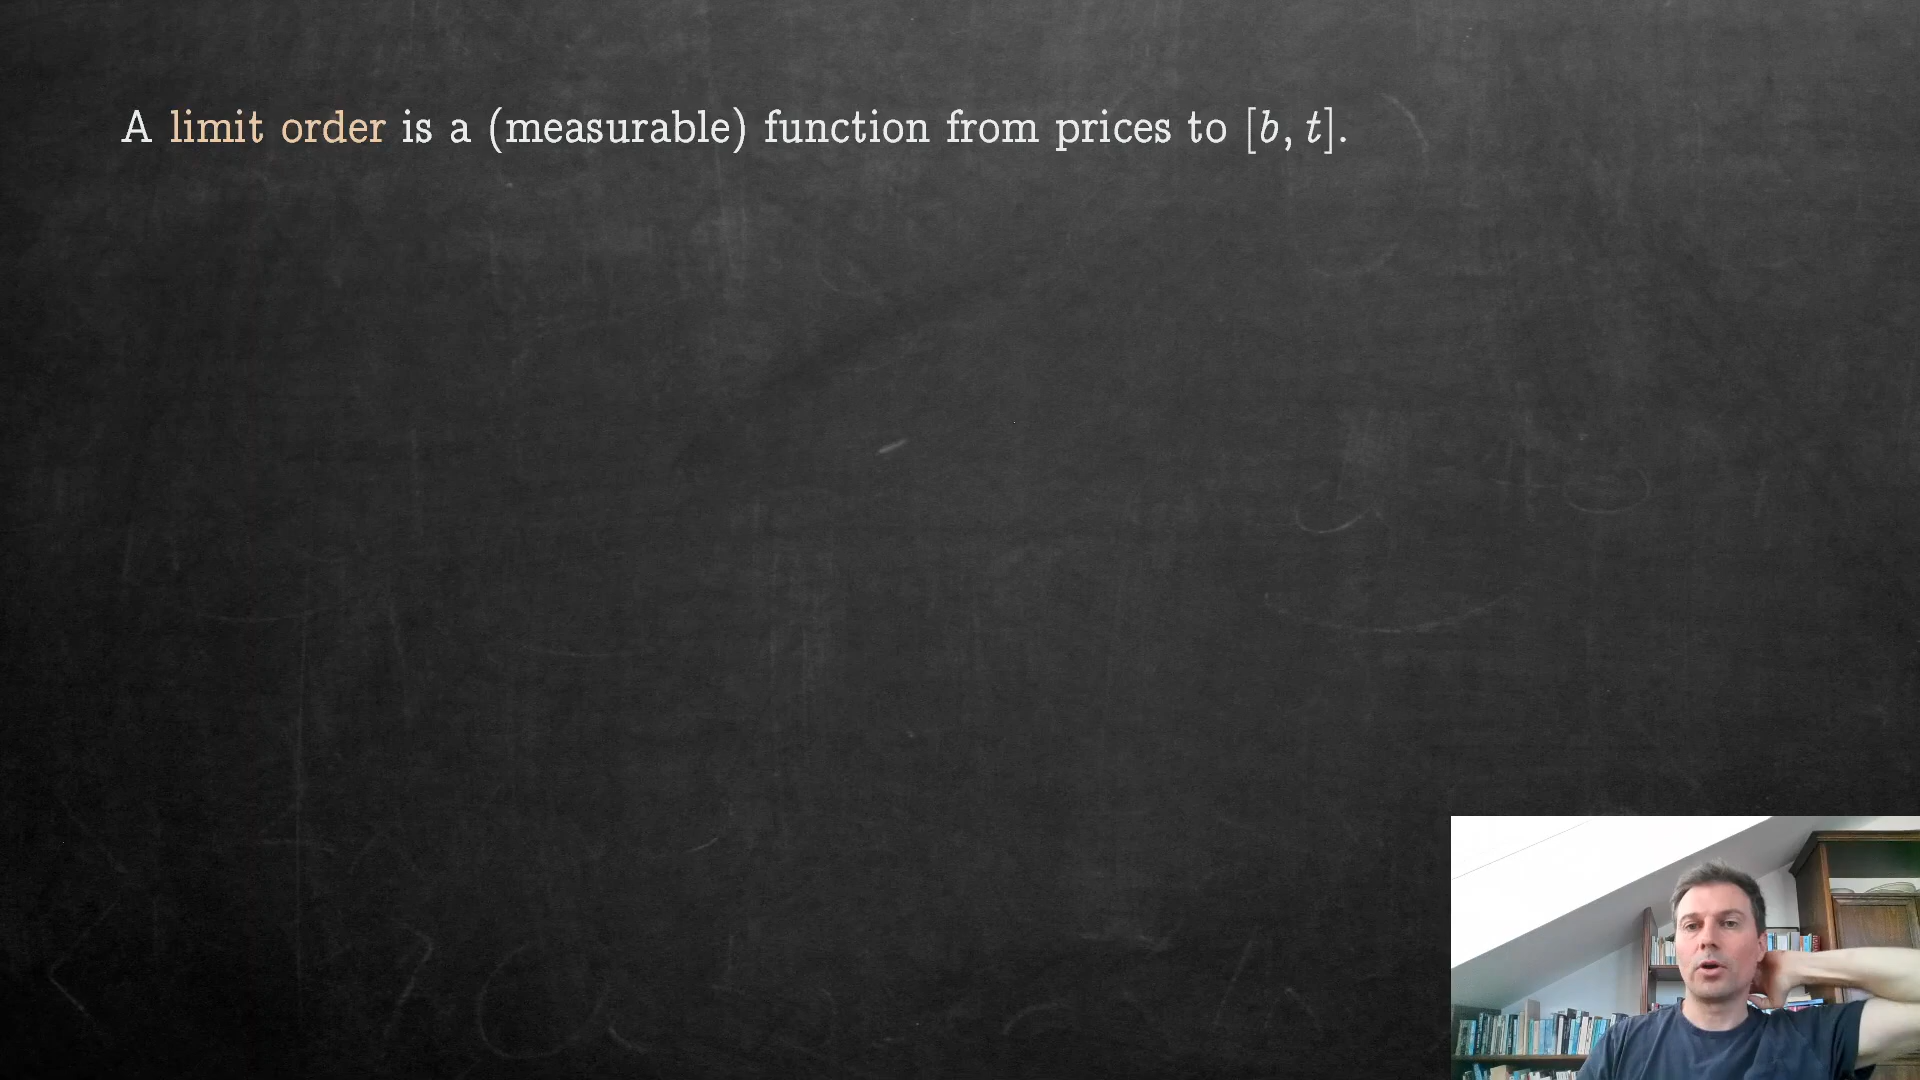 A limit order is a (measurable) function from prices to [b, t].